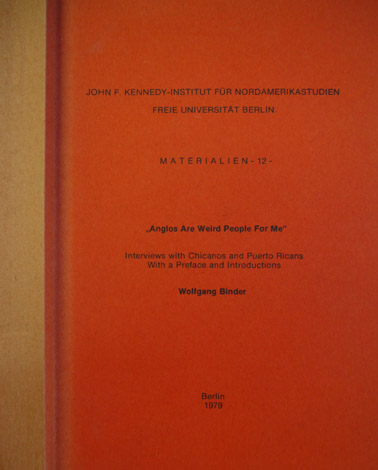 JOHN F. KENNEDY-INSTITUT FÜR NORDAMERIKASTUDIEN
FREIE UNIVERSITÄT BERLIN
MATERIALIEN - 12 -
„Anglos Are Weird People For Me“
Interviews with Chicanos and Puerto Ricans
With a Preface and Introductions
Wolfgang Binder
Berlin
1979